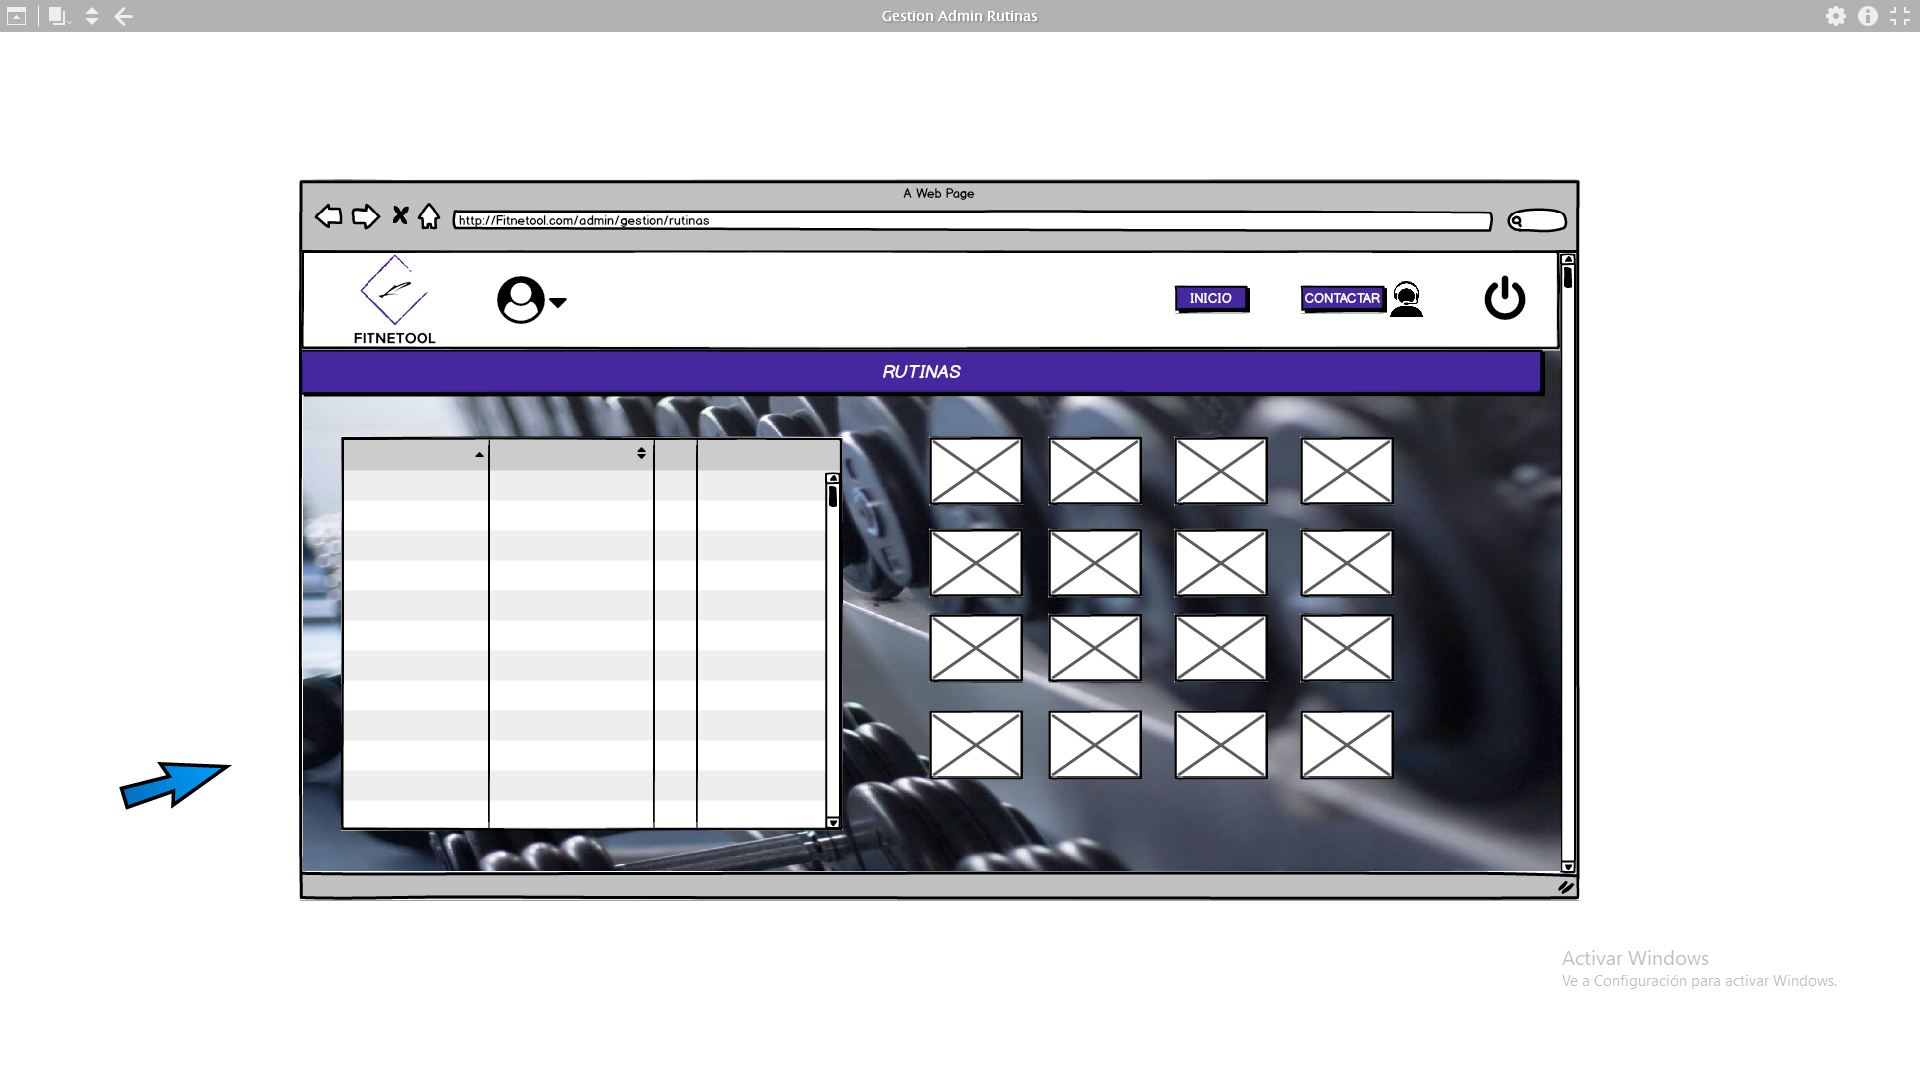 Gestion Admin Rutinas
A Web Page
http://Fitnetool.com/admin/gestion/rutinas
INICIO
CONTACTAR
FITNETOOL
RUTINAS
Activar Windows
Ve a Configuración para activar Windows.